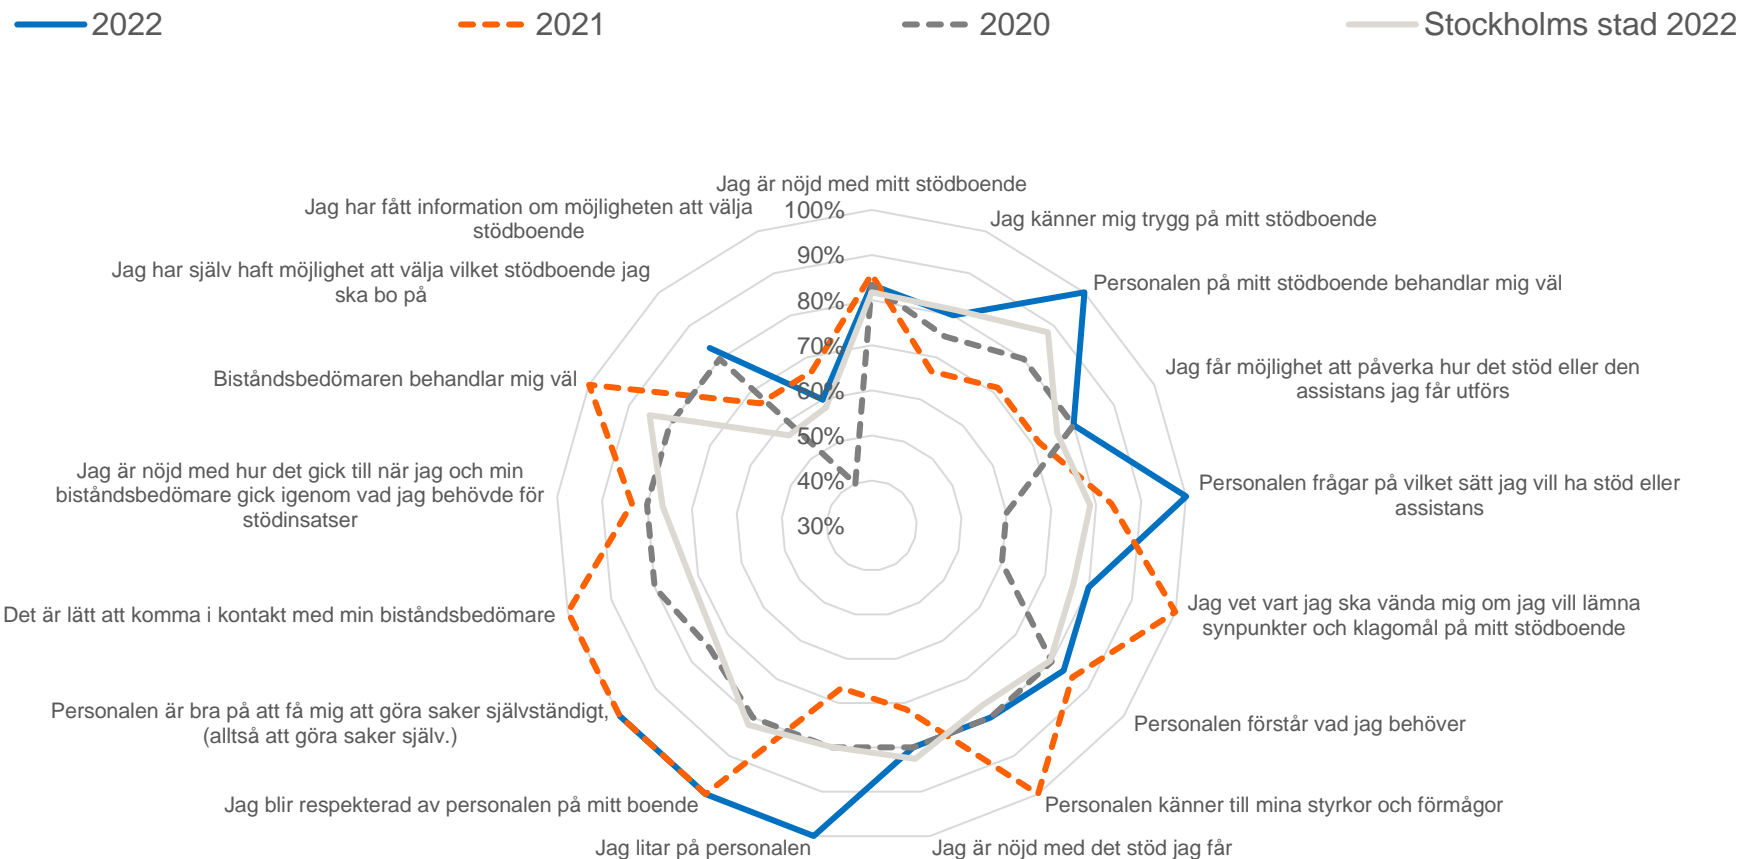 2022
2021
2020
Stockholms stad 2022
Jag är nöjd med mitt stödboende
Jag har fått information om möjligheten att välja
stödboende
Jag känner mig trygg på mitt stödboende
Jag har själv haft möjlighet att välja vilket stödboende jag
ska bo på
Personalen på mitt stödboende behandlar mig väl
Biståndsbedömaren behandlar mig väl
Jag får möjlighet att påverka hur det stöd eller den
assistans jag får utförs
Jag är nöjd med hur det gick till när jag och min
biståndsbedömare gick igenom vad jag behövde för
stödinsatser
Personalen frågar på vilket sätt jag vill ha stöd eller
assistans
Det är lätt att komma i kontakt med min biståndsbedömare
Jag vet vart jag ska vända mig om jag vill lämna
synpunkter och klagomål på mitt stödboende
Personalen är bra på att få mig att göra saker självständigt,
(alltså att göra saker själv.)
Personalen förstår vad jag behöver
Jag blir respekterad av personalen på mitt boende
Personalen känner till mina styrkor och förmågor
Jag litar på personalen
Jag är nöjd med det stöd jag får
100%
90%
80%
70%
60%
50%
40%
30%